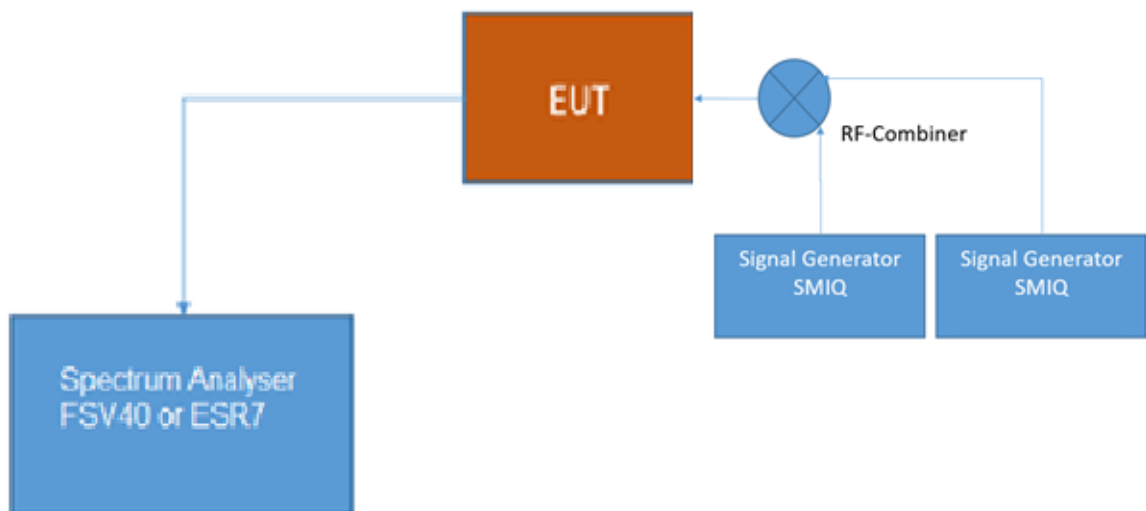 EUT
RF-Combiner
Signal Generator
SMIQ
Signal Generator
SMIQ
Spectrum Analyser
FSV40 or ESR7